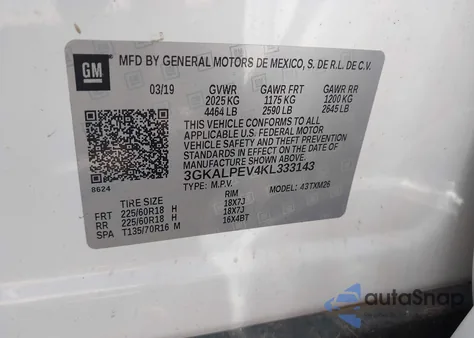 GM
MFD BY GENERAL MOTORS DE MEXICO, S. DE R.L. DE C.V.
03/19 GVWR GAWR FRT GAWR RR
2025 KG 1175 KG 1200 KG
4464 LB 2590 LB 2645 LB
THIS VEHICLE CONFORMS TO ALL
APPLICABLE U.S. FEDERAL MOTOR
VEHICLE SAFETY AND THEFT
PREVENTION STANDARDS IN EFFECT ON
THE DATE OF MANUFACTURE SHOWN ABOVE.
3GKALPEV4KL333143
8624 TYPE: M.P.V. MODEL: 43TXM26
TIRE SIZE RIM
FRT 225/60R18 H 18X7J
RR 225/60R18 H 18X7J
SPA T135/70R16 M 16X4BT
autoSnap